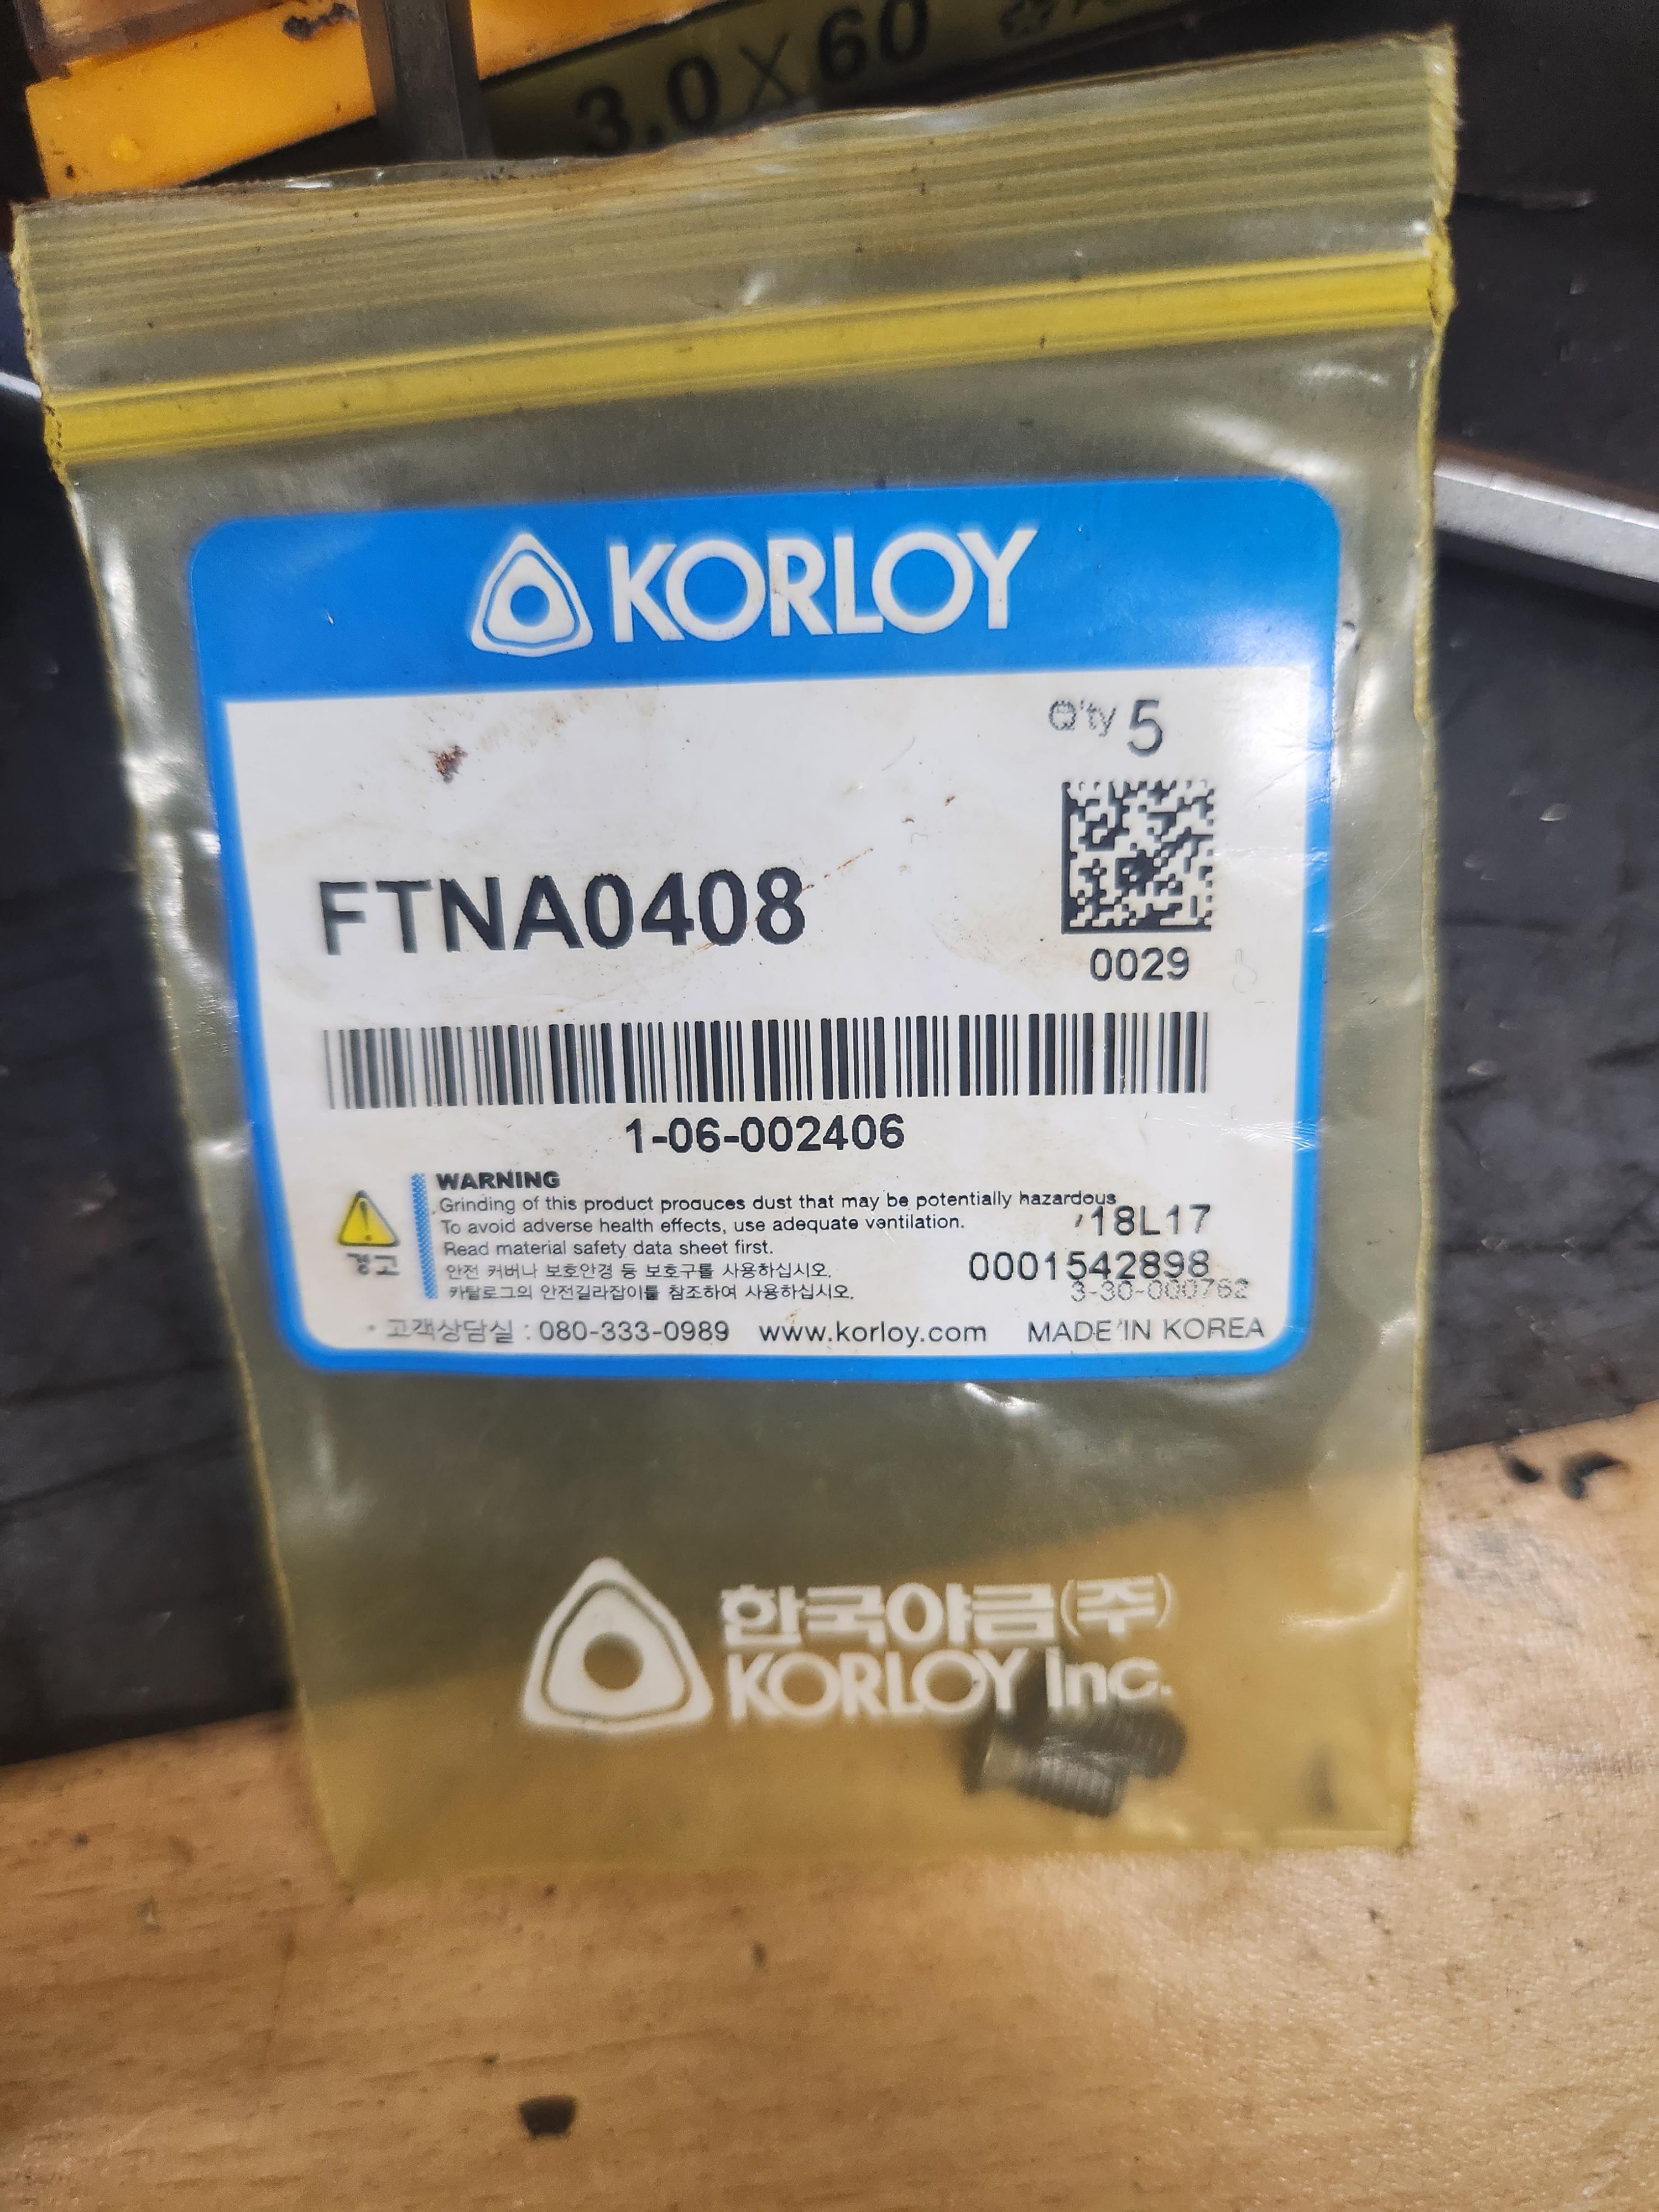 3.0X60
KORLOY
Q'ty 5
FTNA0408
0029
1-06-002406
WARNING
Grinding of this product produces dust that may be potentially hazardous
To avoid adverse health effects, use adequate ventilation.
Read material safety data sheet first.
안전 커버나 보호안경 등 보호구를 사용하십시오.
카탈로그의 안전길라잡이를 참조하여 사용하십시오.
경고
'18L17
0001542898
3-30-000762
· 고객상담실 : 080-333-0989 www.korloy.com MADE IN KOREA
한국야금(주)
KORLOY Inc.